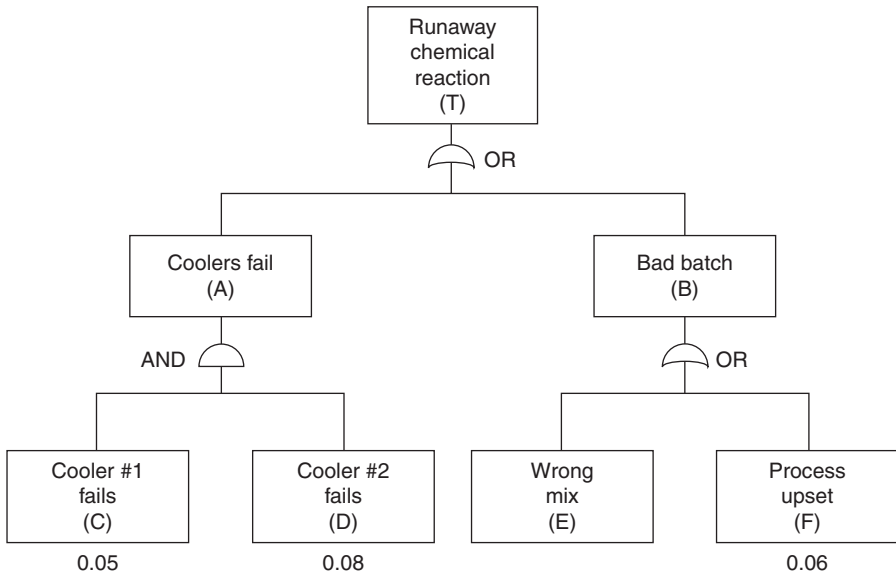 Runaway
chemical
reaction
(T)
OR
Coolers fail
(A)
Bad batch
(B)
AND
OR
Cooler #1
fails
(C)
Cooler #2
fails
(D)
Wrong
mix
(E)
Process
upset
(F)
0.05
0.08
0.06